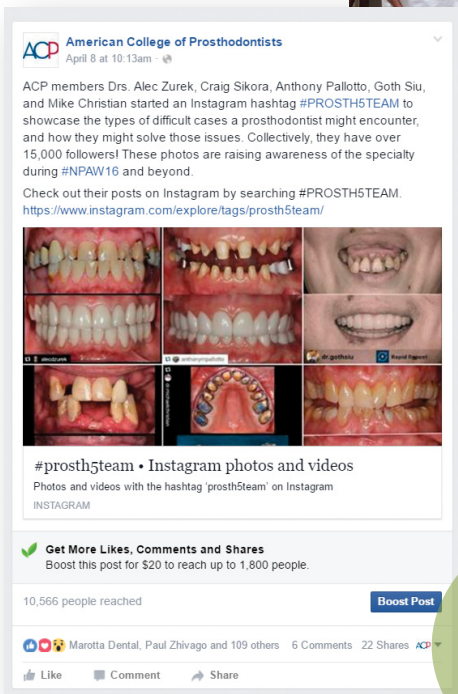 ACP
American College of Prosthodontists
April 8 at 10:13am ·
ACP members Drs. Alec Zurek, Craig Sikora, Anthony Pallotto, Goth Siu,
and Mike Christian started an Instagram hashtag #PROSTH5TEAM to
showcase the types of difficult cases a prosthodontist might encounter,
and how they might solve those issues. Collectively, they have over
15,000 followers! These photos are raising awareness of the specialty
during #NPAW16 and beyond.
Check out their posts on Instagram by searching #PROSTH5TEAM.
https://www.instagram.com/explore/tags/prosth5team/
aleczurek
anthonympallotto
dr.gothsiu
Rapid Repost
#prosth5team • Instagram photos and videos
Photos and videos with the hashtag ‘prosth5team’ on Instagram
INSTAGRAM
Get More Likes, Comments and Shares
Boost this post for $20 to reach up to 1,800 people.
10,566 people reached
Boost Post
Marotta Dental, Paul Zhivago and 109 others 6 Comments 22 Shares ACP
Like Comment Share